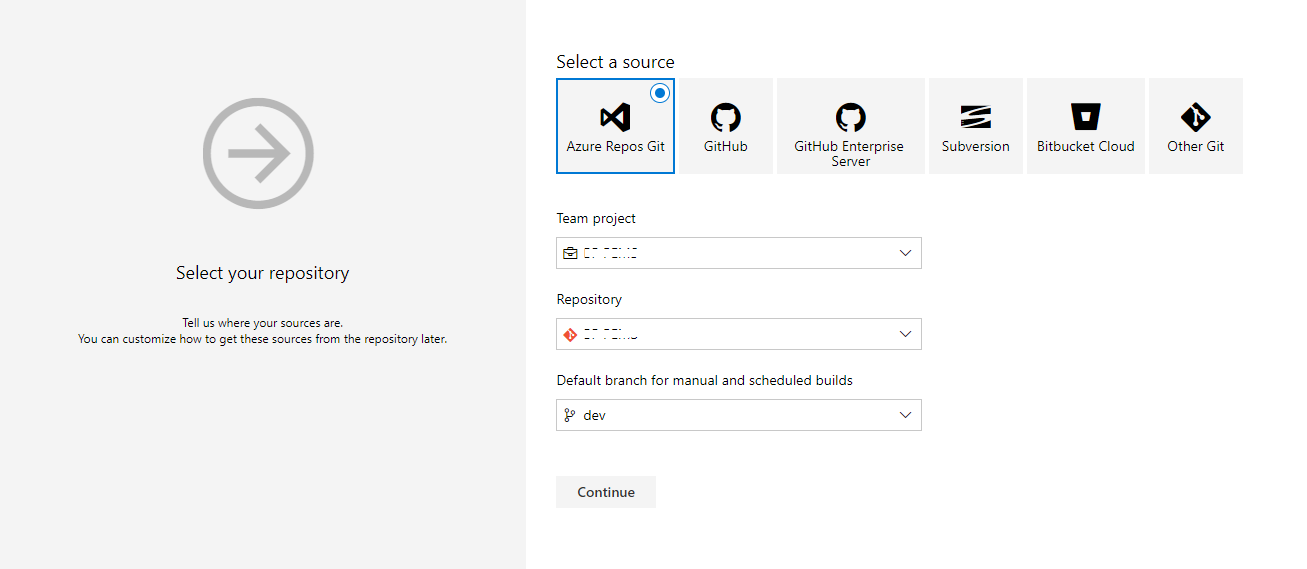 Select a source
Azure Repos Git
GitHub
GitHub Enterprise
Server
Subversion
Bitbucket Cloud
Other Git
Select your repository
Tell us where your sources are.
You can customize how to get these sources from the repository later.
Team project
Repository
Default branch for manual and scheduled builds
dev
Continue